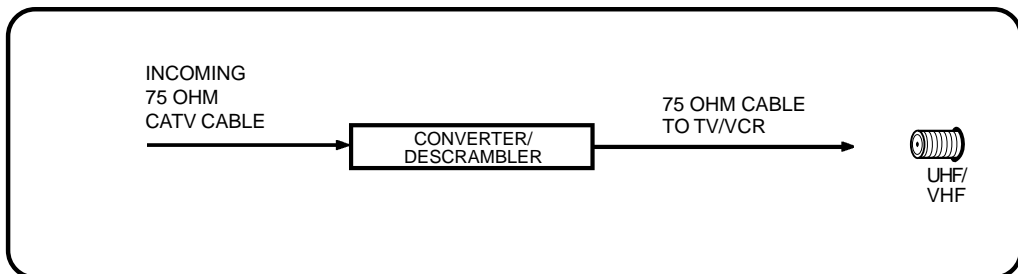 INCOMING
75 OHM
CATV CABLE
CONVERTER/
DESCRAMBLER
75 OHM CABLE
TO TV/VCR
UHF/
VHF